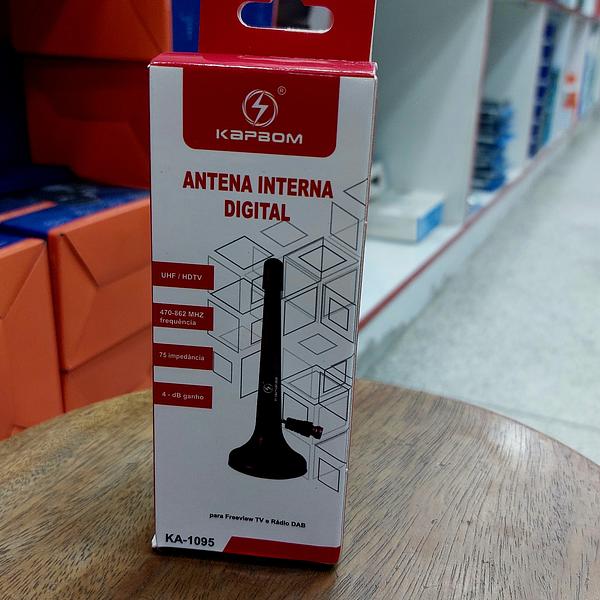 ®
KAPBOM
ANTENA INTERNA
DIGITAL
UHF / HDTV
470-862 MHZ
frequência
75 impedância
4 - dB ganho
para Freeview TV e Rádio DAB
KA-1095